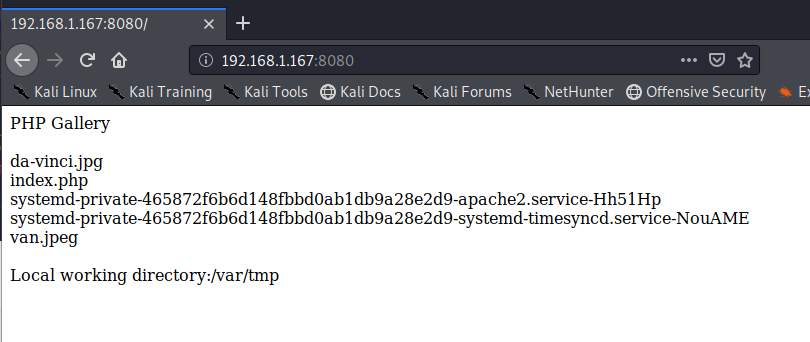 192.168.1.167:8080/
192.168.1.167:8080
Kali Linux Kali Training Kali Tools Kali Docs Kali Forums NetHunter Offensive Security Ex
PHP Gallery
da-vinci.jpg
index.php
systemd-private-465872f6b6d148fbbd0ab1db9a28e2d9-apache2.service-Hh51Hp
systemd-private-465872f6b6d148fbbd0ab1db9a28e2d9-systemd-timesyncd.service-NouAME
van.jpeg
Local working directory:/var/tmp